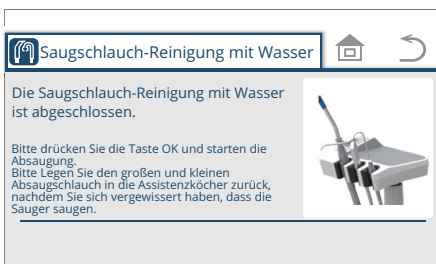 Saugschlauch-Reinigung mit Wasser
Die Saugschlauch-Reinigung mit Wasser
ist abgeschlossen.
Bitte drücken Sie die Taste OK und starten die
Absaugung.
Bitte Legen Sie den großen und kleinen
Absaugschlauch in die Assistenzköcher zurück,
nachdem Sie sich vergewissert haben, dass die
Sauger saugen.